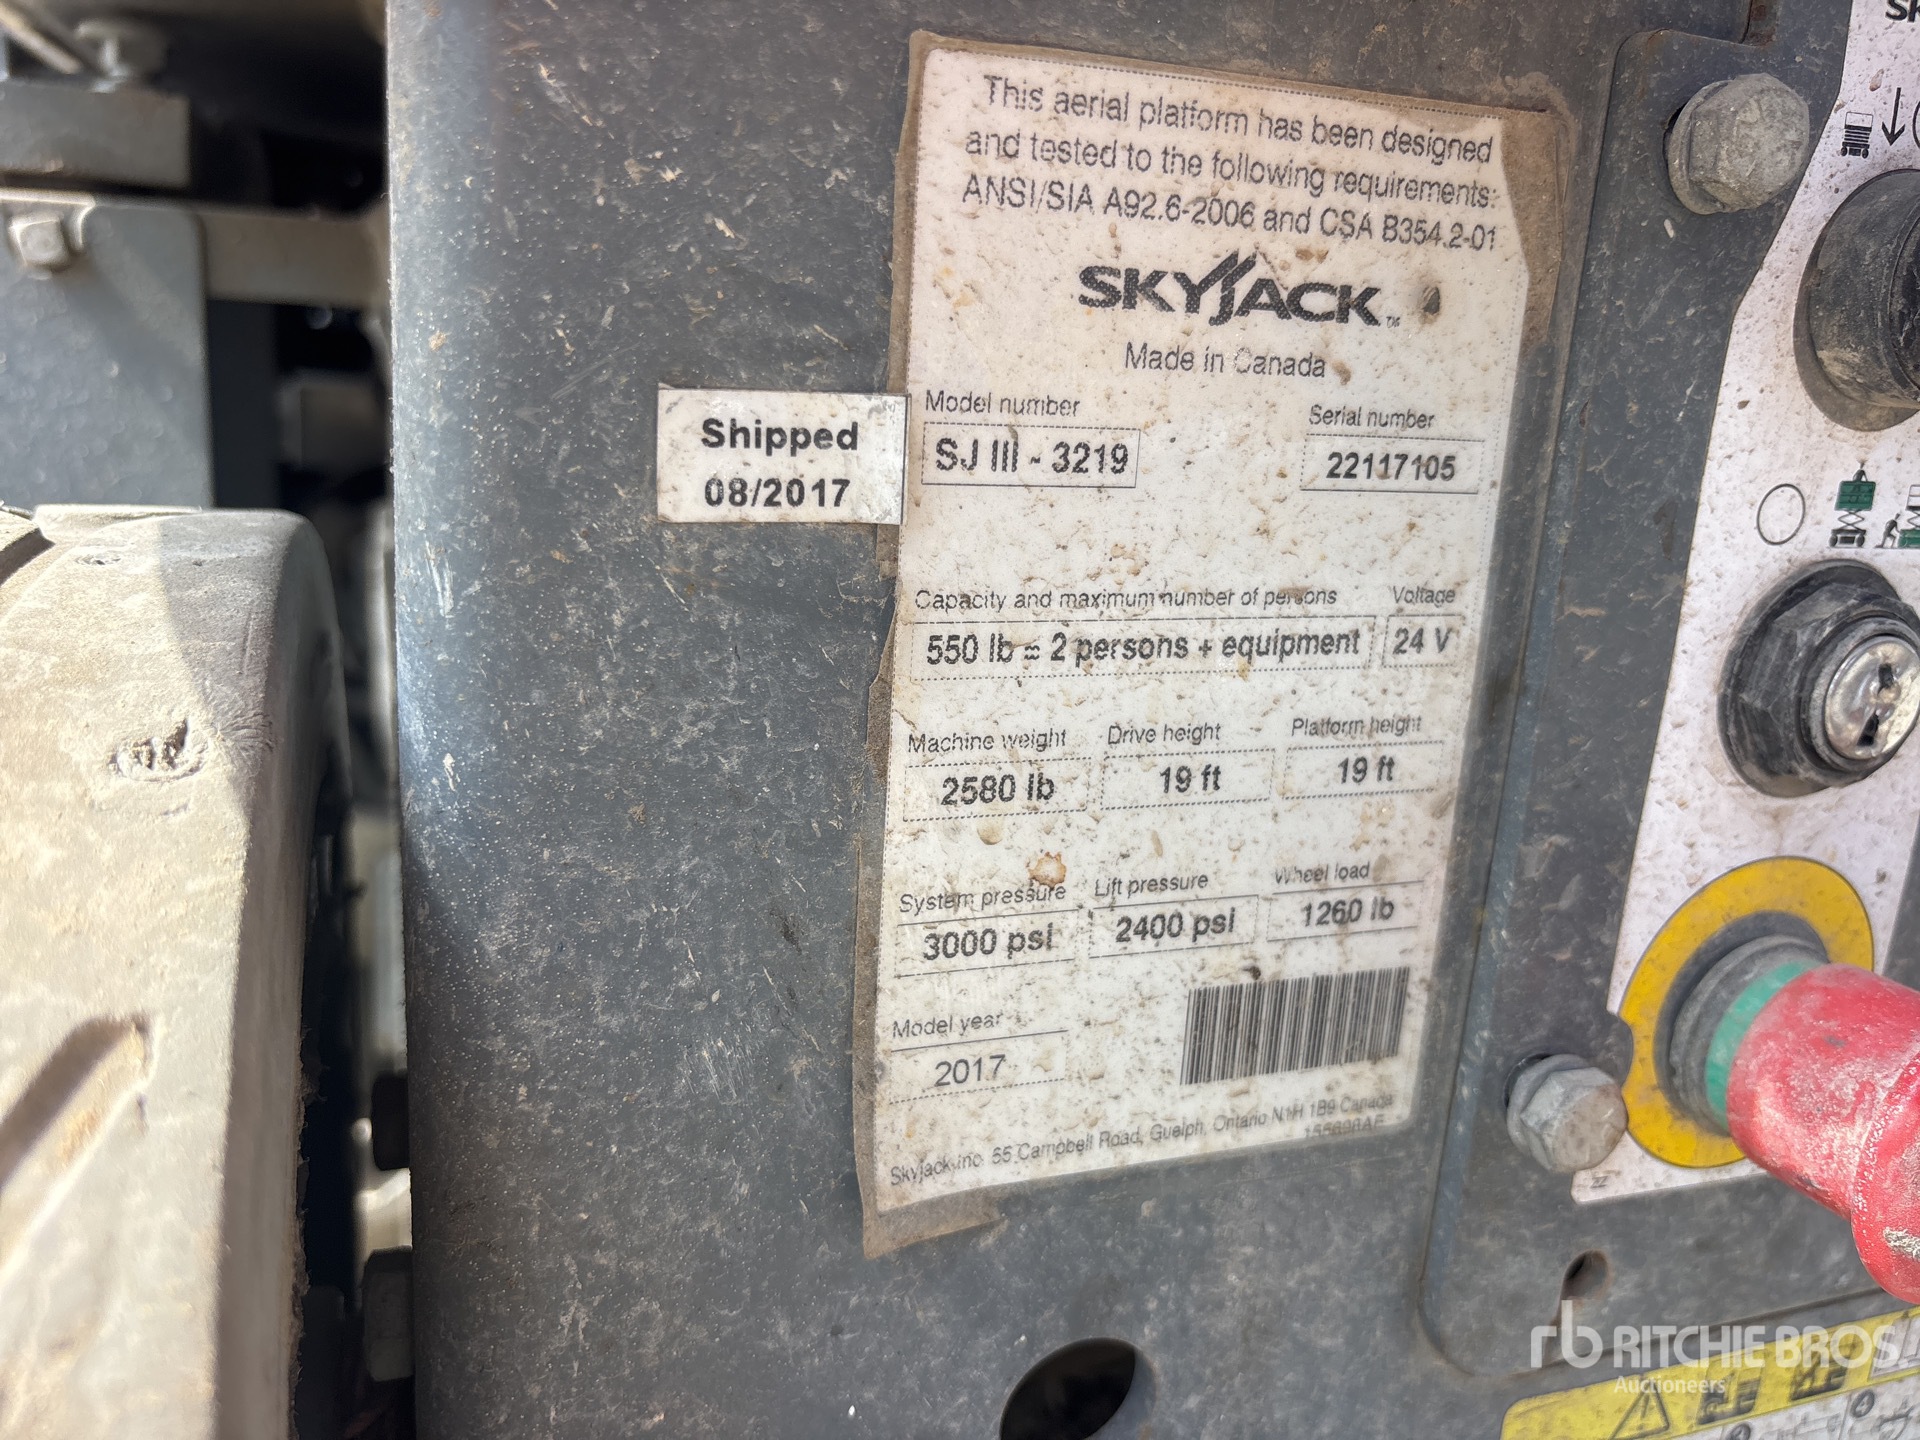 This aerial platform has been designed
and tested to the following requirements:
ANSI/SIA A92.6-2006 and CSA B354.2-01
SKYJACK™
Made in Canada
Shipped
08/2017
Model number
Serial number
SJ III - 3219
22117105
Capacity and maximum number of persons
Voltage
550 lb = 2 persons + equipment
24 V
Machine weight
Drive height
Platform height
2580 lb
19 ft
19 ft
System pressure
Lift pressure
Wheel load
3000 psi
2400 psi
1260 lb
Model year
2017
Skyjack Inc. 55 Campbell Road, Guelph, Ontario N1H 1B9 Canada
SK
rb RITCHIE BROS
Auctioneers